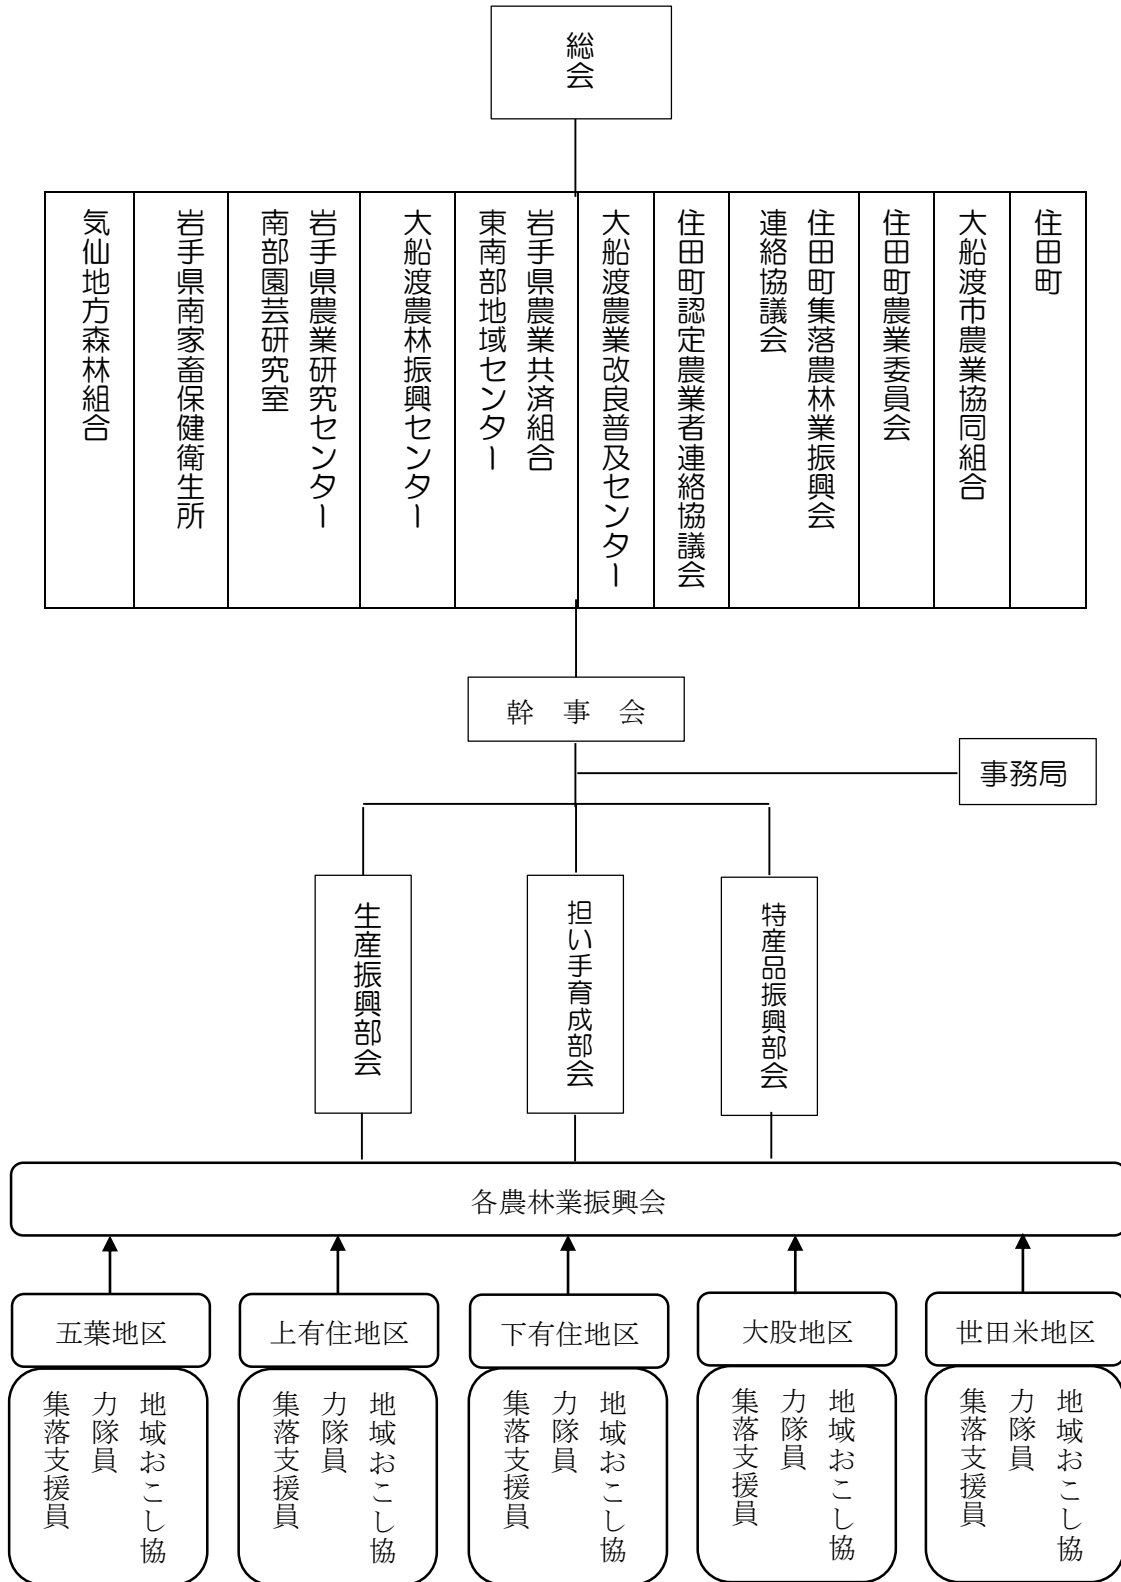 総会
住田町
大船渡市農業協同組合
住田町農業委員会
住田町集落農林業振興会
連絡協議会
住田町認定農業者連絡協議会
大船渡農業改良普及センター
岩手県農業共済組合
東南部地域センター
大船渡農林振興センター
岩手県農業研究センター
南部園芸研究室
岩手県南家畜保健衛生所
気仙地方森林組合
幹　事　会
事務局
生産振興部会
担い手育成部会
特産品振興部会
各農林業振興会
五葉地区
上有住地区
下有住地区
大股地区
世田米地区
地域おこし協
力隊員
集落支援員
地域おこし協
力隊員
集落支援員
地域おこし協
力隊員
集落支援員
地域おこし協
力隊員
集落支援員
地域おこし協
力隊員
集落支援員